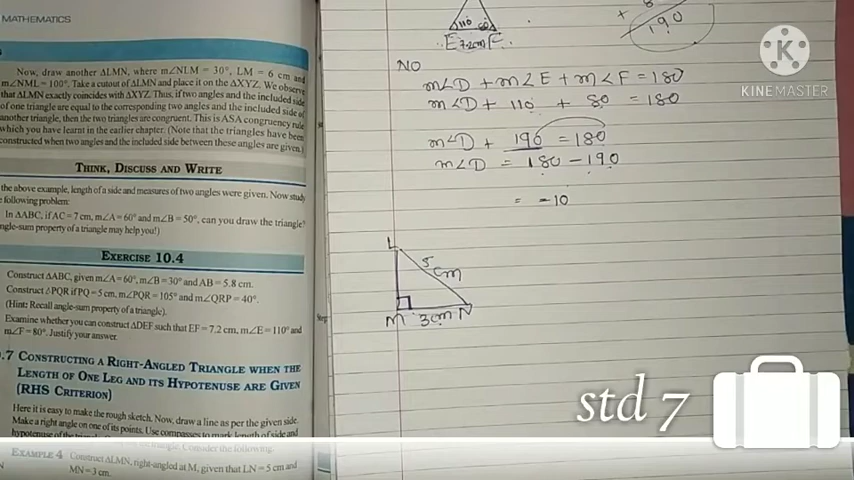 MATHEMATICS
Now, draw another ΔLMN, where m∠NLM = 30°, LM = 6 cm and
m∠NML = 100°. Take a cutout of ΔLMN and place it on the ΔXYZ. We observe
that ΔLMN exactly coincides with ΔXYZ. Thus, if two angles and the included side
of one triangle are equal to the corresponding two angles and the included side of
another triangle, then the two triangles are congruent. This is ASA congruency rule
which you have learnt in the earlier chapter. (Note that the triangles have been
constructed when two angles and the included side between these angles are given.)
THINK, DISCUSS AND WRITE
the above example, length of a side and measures of two angles were given. Now study
following problem:
In ΔABC, if AC = 7 cm, m∠A = 60° and m∠B = 50°, can you draw the triangle?
ngle-sum property of a triangle may help you!)
EXERCISE 10.4
Construct ΔABC, given m∠A = 60°, m∠B = 30° and AB = 5.8 cm.
Construct ΔPQR if PQ = 5 cm, m∠PQR = 105° and m∠QRP = 40°.
(Hint: Recall angle-sum property of a triangle).
Examine whether you can construct ΔDEF such that EF = 7.2 cm, m∠E = 110° and
m∠F = 80°. Justify your answer.
.7 CONSTRUCTING A RIGHT-ANGLED TRIANGLE WHEN THE
LENGTH OF ONE LEG AND ITS HYPOTENUSE ARE GIVEN
(RHS CRITERION)
Here it is easy to make the rough sketch. Now, draw a line as per the given side.
Make a right angle on one of its points. Use compasses to mark length of side and
hypotenuse of the
EXAMPLE 4 Construct ΔLMN, right-angled at M, given that LN = 5 cm and
MN = 3 cm.
110 80
E 7.2cm F
+
190
NO
m∠D + m∠E + m∠F = 180
m∠D + 110 + 80 = 180
m∠D + 190 = 180
m∠D = 180 - 190
= -10
L
5 cm
M 3cm N
KINEMASTER
std 7